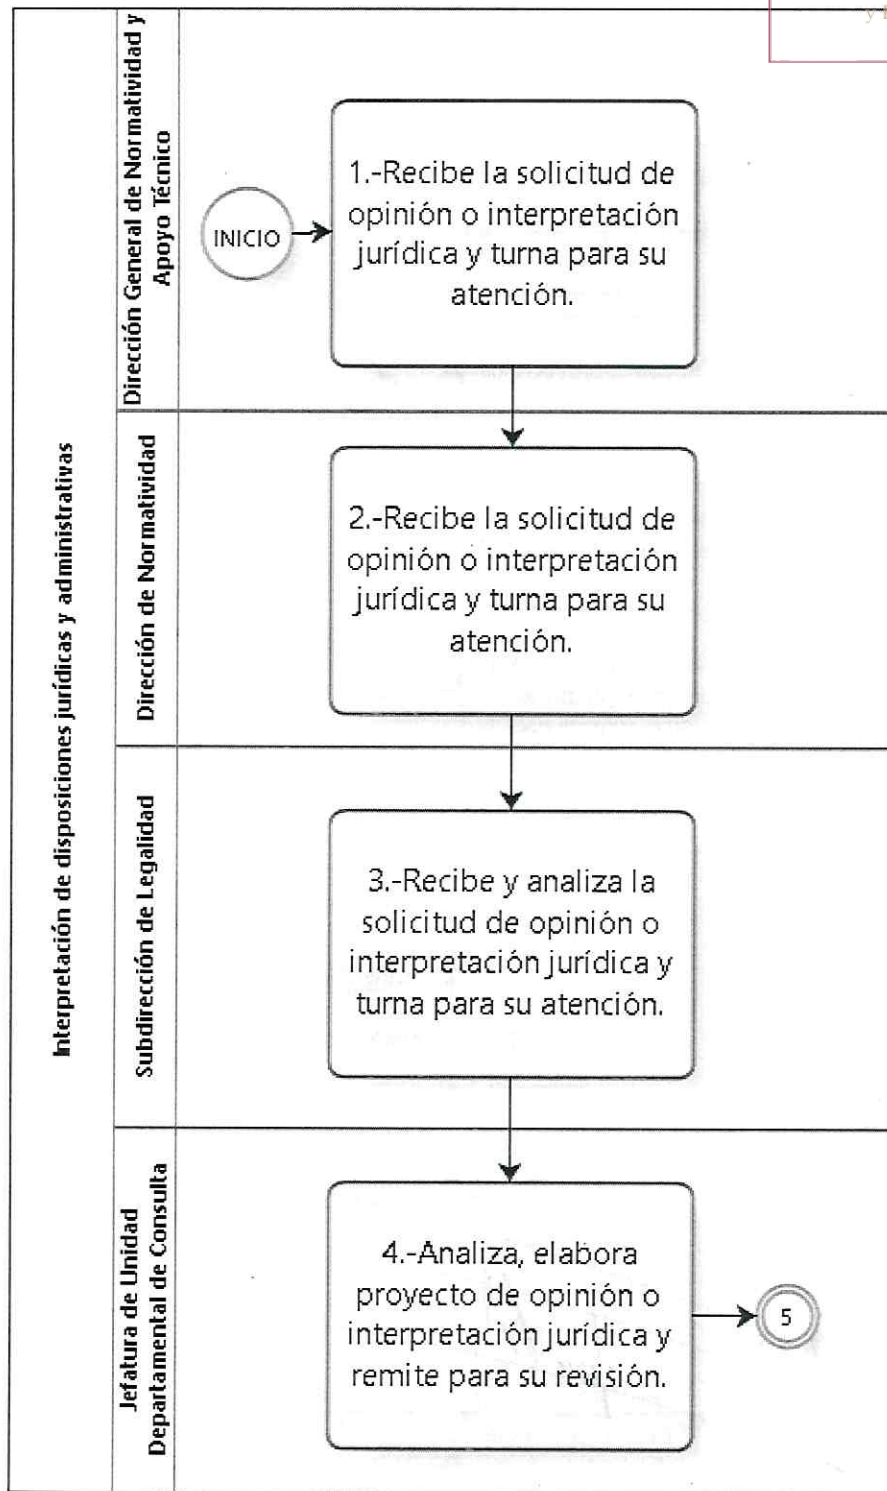 Interpretación de disposiciones jurídicas y administrativas
Dirección General de Normatividad y
Apoyo Técnico
INICIO
1.-Recibe la solicitud de
opinión o interpretación
jurídica y turna para su
atención.
Dirección de Normatividad
2.-Recibe la solicitud de
opinión o interpretación
jurídica y turna para su
atención.
Subdirección de Legalidad
3.-Recibe y analiza la
solicitud de opinión o
interpretación jurídica y
turna para su atención.
Jefatura de Unidad
Departamental de Consulta
4.-Analiza, elabora
proyecto de opinión o
interpretación jurídica y
remite para su revisión.
5